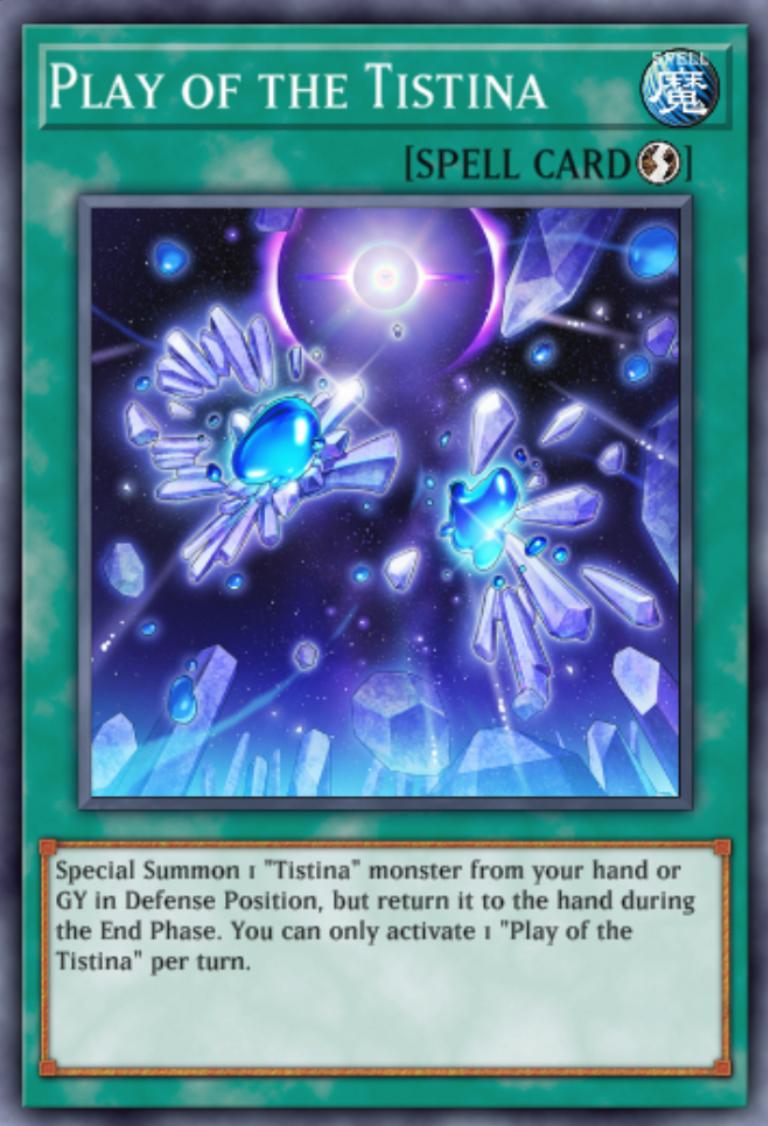 PLAY OF THE TISTINA
SPELL
魔
[SPELL CARD]
Special Summon 1 "Tistina" monster from your hand or
GY in Defense Position, but return it to the hand during
the End Phase. You can only activate 1 "Play of the
Tistina" per turn.